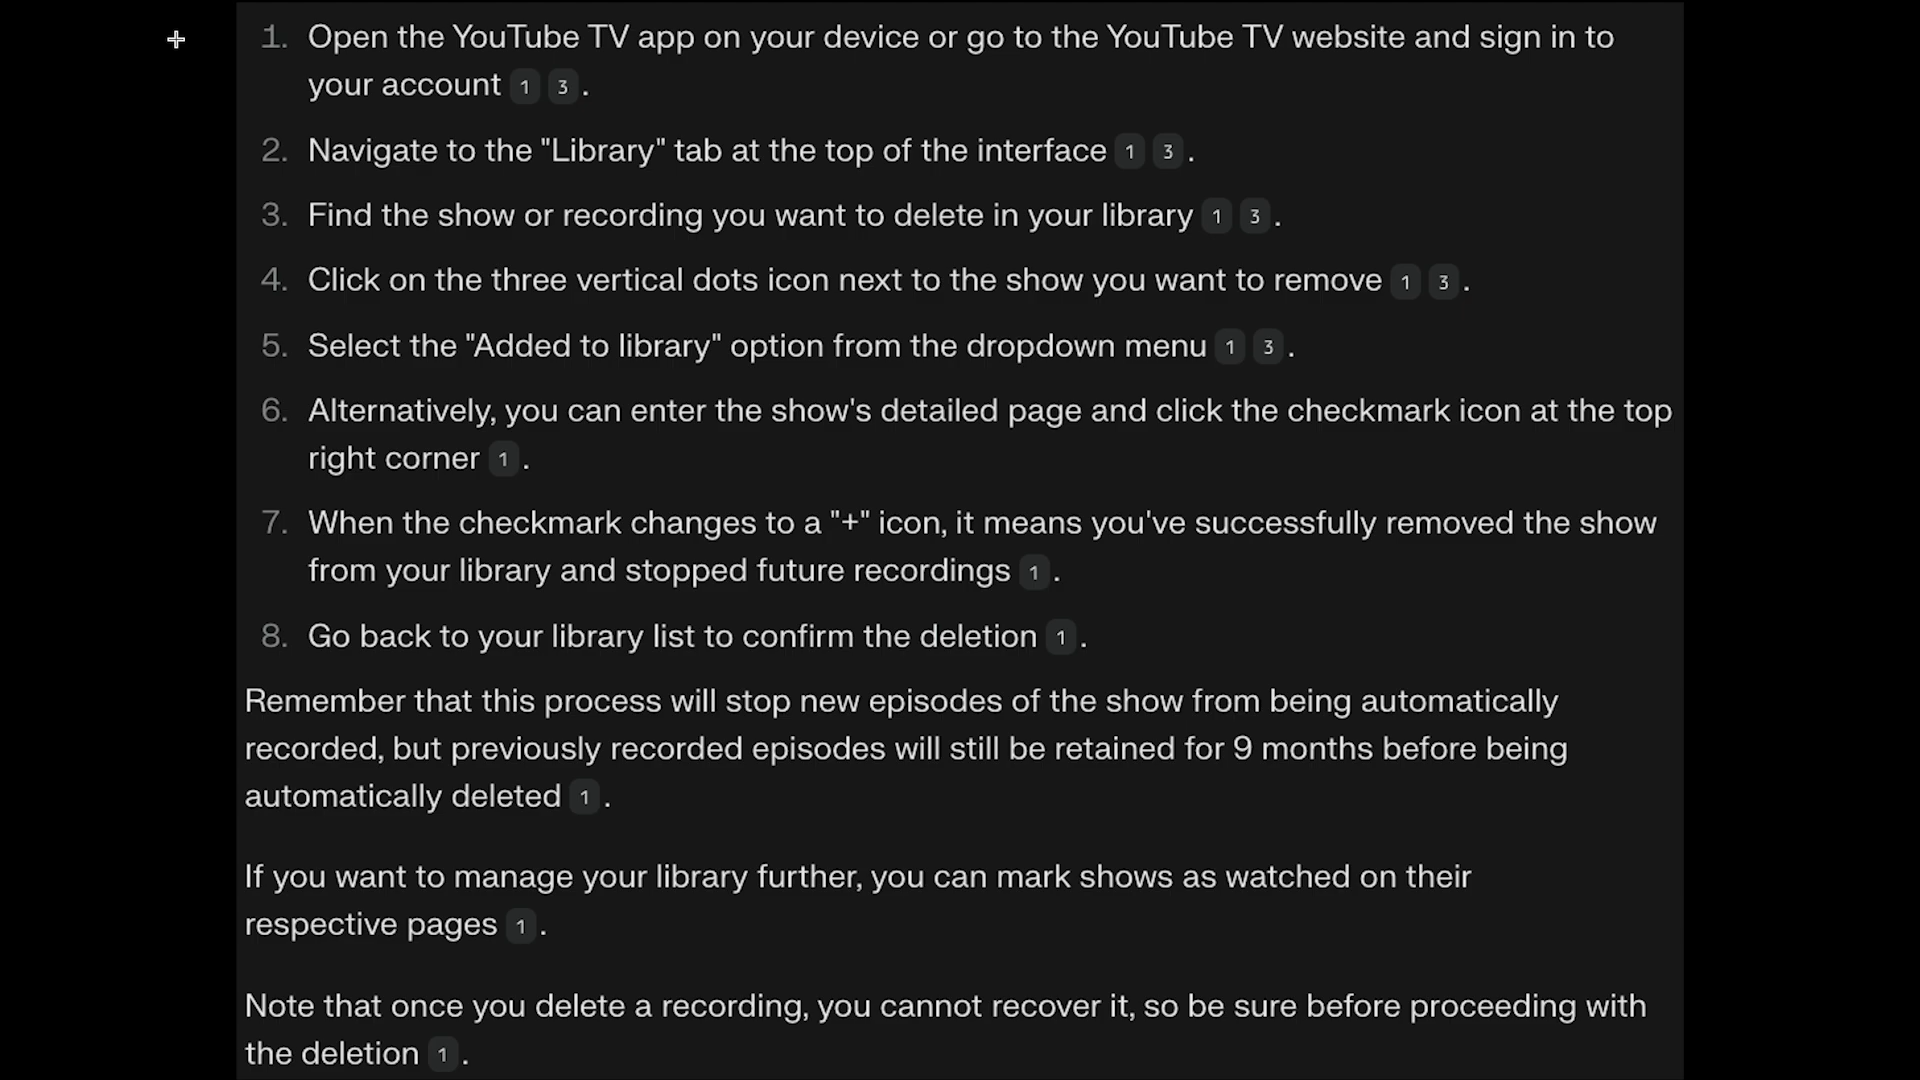 1. Open the YouTube TV app on your device or go to the YouTube TV website and sign in to
your account 1 3 .
2. Navigate to the "Library" tab at the top of the interface 1 3 .
3. Find the show or recording you want to delete in your library 1 3 .
4. Click on the three vertical dots icon next to the show you want to remove 1 3 .
5. Select the "Added to library" option from the dropdown menu 1 3 .
6. Alternatively, you can enter the show's detailed page and click the checkmark icon at the top
right corner 1 .
7. When the checkmark changes to a "+" icon, it means you've successfully removed the show
from your library and stopped future recordings 1 .
8. Go back to your library list to confirm the deletion 1 .
Remember that this process will stop new episodes of the show from being automatically
recorded, but previously recorded episodes will still be retained for 9 months before being
automatically deleted 1 .
If you want to manage your library further, you can mark shows as watched on their
respective pages 1 .
Note that once you delete a recording, you cannot recover it, so be sure before proceeding with
the deletion 1 .